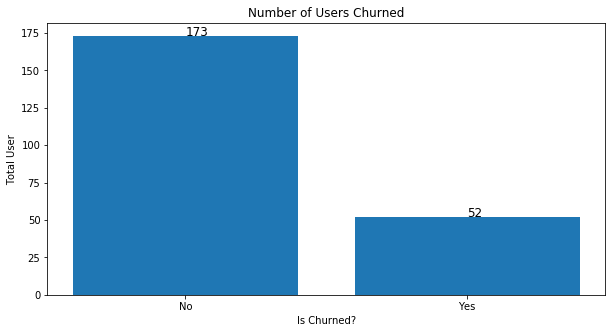 Number of Users Churned
Total User
175
150
125
100
75
50
25
0
173
52
No
Yes
Is Churned?